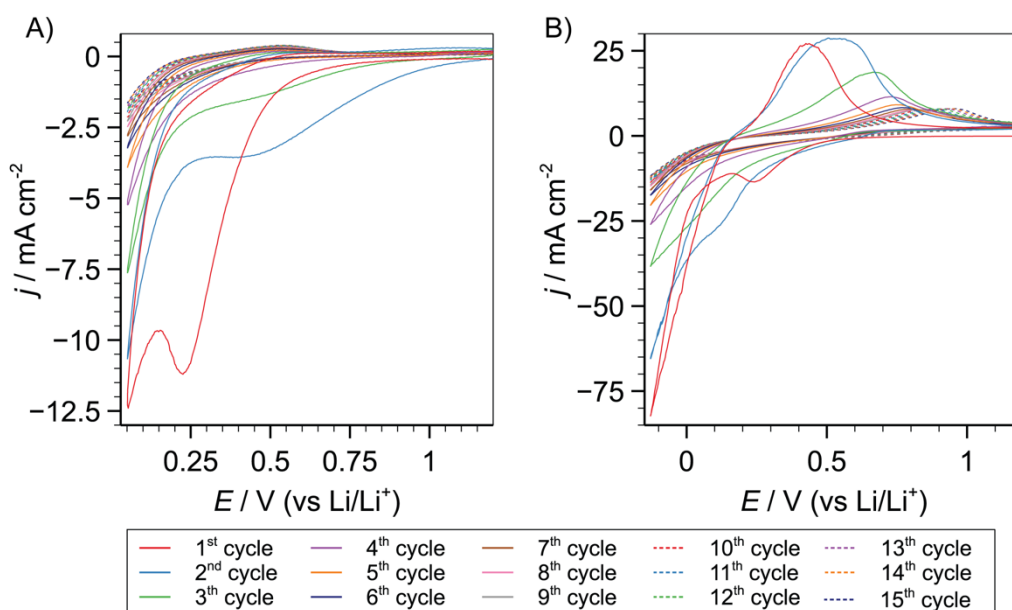 A)
0
−2.5
−5
−7.5
−10
−12.5
j / mA cm⁻²
0.25 0.5 0.75 1
E / V (vs Li/Li⁺)
B)
25
0
−25
−50
−75
j / mA cm⁻²
0 0.5 1
E / V (vs Li/Li⁺)
1ˢᵗ cycle 4ᵗʰ cycle 7ᵗʰ cycle 10ᵗʰ cycle 13ᵗʰ cycle
2ⁿᵈ cycle 5ᵗʰ cycle 8ᵗʰ cycle 11ᵗʰ cycle 14ᵗʰ cycle
3ᵗʰ cycle 6ᵗʰ cycle 9ᵗʰ cycle 12ᵗʰ cycle 15ᵗʰ cycle